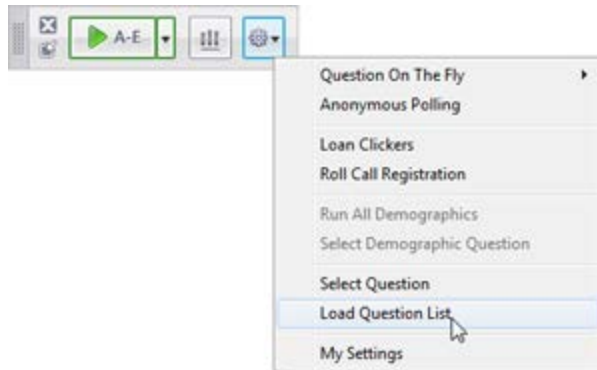 A-E
Question On The Fly
Anonymous Polling
Loan Clickers
Roll Call Registration
Run All Demographics
Select Demographic Question
Select Question
Load Question List
My Settings